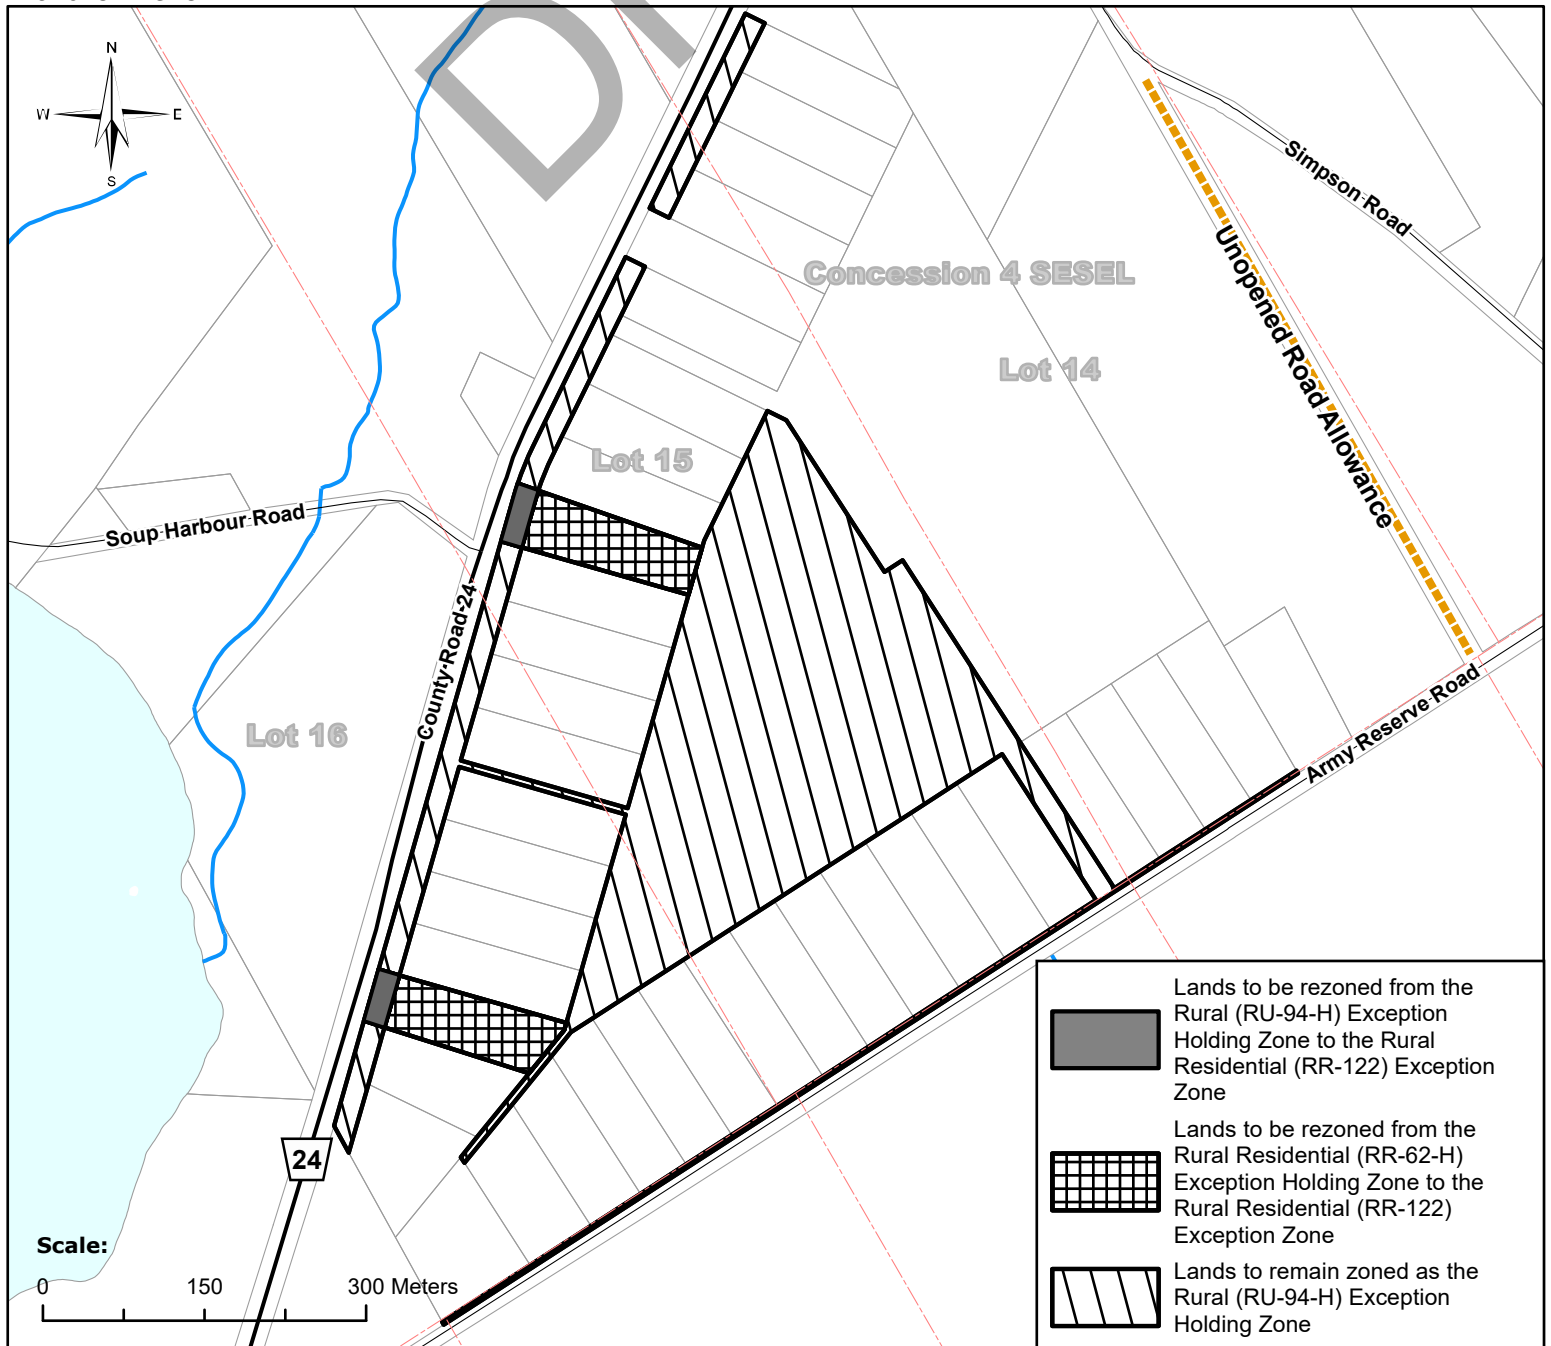 N
W E
S
Simpson Road
Unopened Road Allowance
Concession 4 SESEL
Lot 14
Lot 15
Soup Harbour Road
County Road 24
Lot 16
Army Reserve Road
24
Scale:
0 150 300 Meters
Lands to be rezoned from the
Rural (RU-94-H) Exception
Holding Zone to the Rural
Residential (RR-122) Exception
Zone
Lands to be rezoned from the
Rural Residential (RR-62-H)
Exception Holding Zone to the
Rural Residential (RR-122)
Exception Zone
Lands to remain zoned as the
Rural (RU-94-H) Exception
Holding Zone